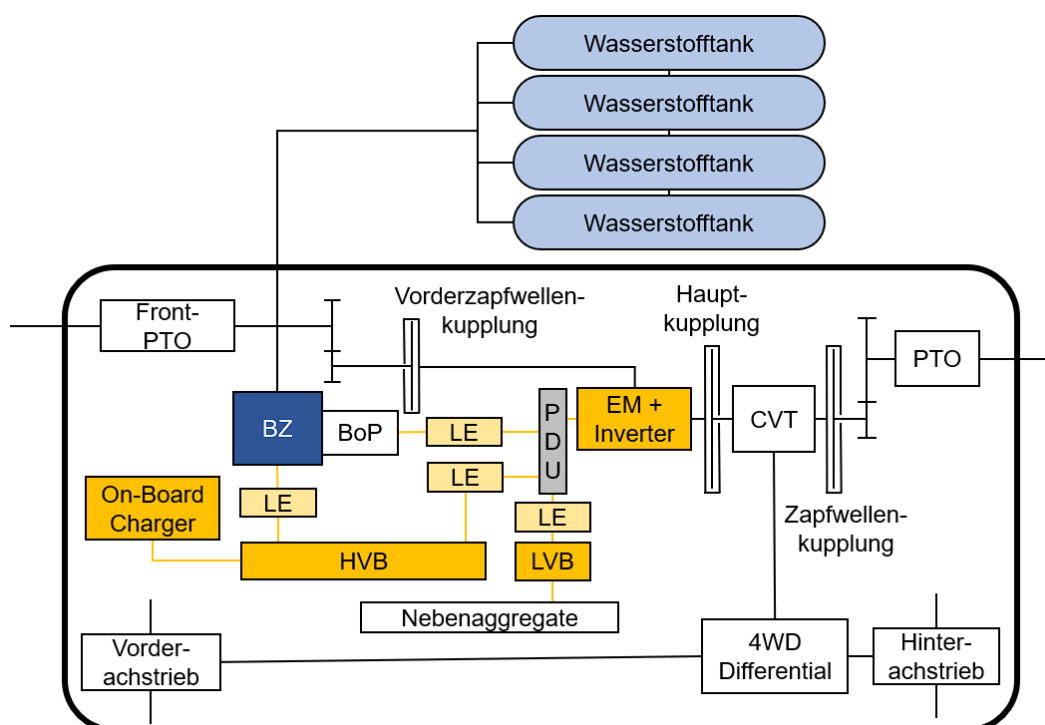 Wasserstofftank
Wasserstofftank
Wasserstofftank
Wasserstofftank
Front-
PTO
Vorderzapfwellen-
kupplung
Haupt-
kupplung
PTO
BZ
BoP
LE
P
D
U
EM +
Inverter
CVT
LE
On-Board
Charger
LE
LE
Zapfwellen-
kupplung
HVB
LVB
Nebenaggregate
Vorder-
achstrieb
4WD
Differential
Hinter-
achstrieb